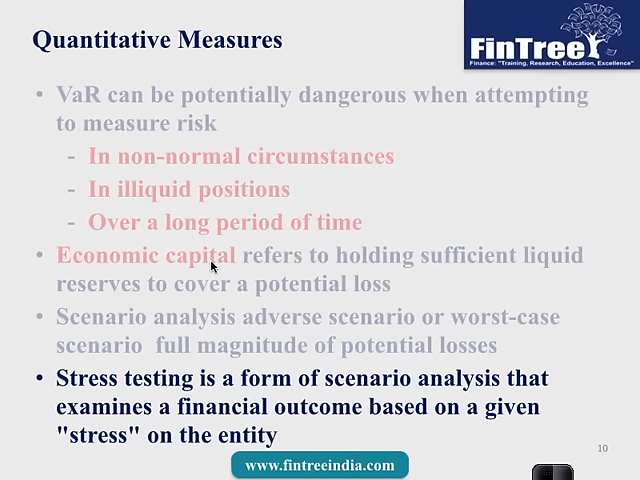 Quantitative Measures
FinTree
Finance: "Training, Research, Education, Excellence"
• VaR can be potentially dangerous when attempting
to measure risk
- In non-normal circumstances
- In illiquid positions
- Over a long period of time
• Economic capital refers to holding sufficient liquid
reserves to cover a potential loss
• Scenario analysis adverse scenario or worst-case
scenario full magnitude of potential losses
• Stress testing is a form of scenario analysis that
examines a financial outcome based on a given
"stress" on the entity
10
www.fintreeindia.com